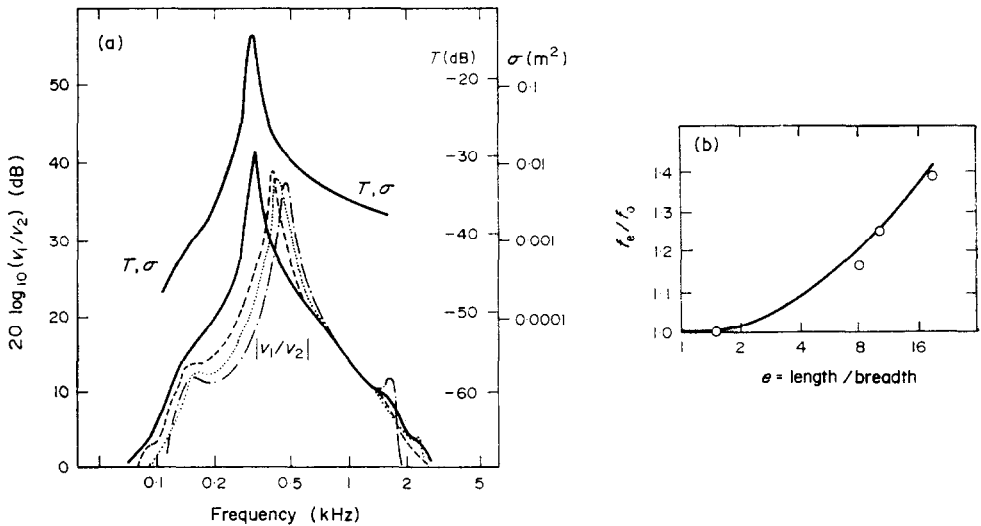 (a)
T (dB)
σ (m²)
50
40
30
20
10
0
20 log₁₀(v₁/v₂) (dB)
-20
-30
-40
-50
-60
0·1
0·01
0·001
0·0001
T, σ
T, σ
|v₁/v₂|
0·1
0·2
0·5
1
2
5
Frequency (kHz)
(b)
1·4
1·3
1·2
1·1
1·0
fₑ/f₀
1
2
4
8
16
e = length / breadth